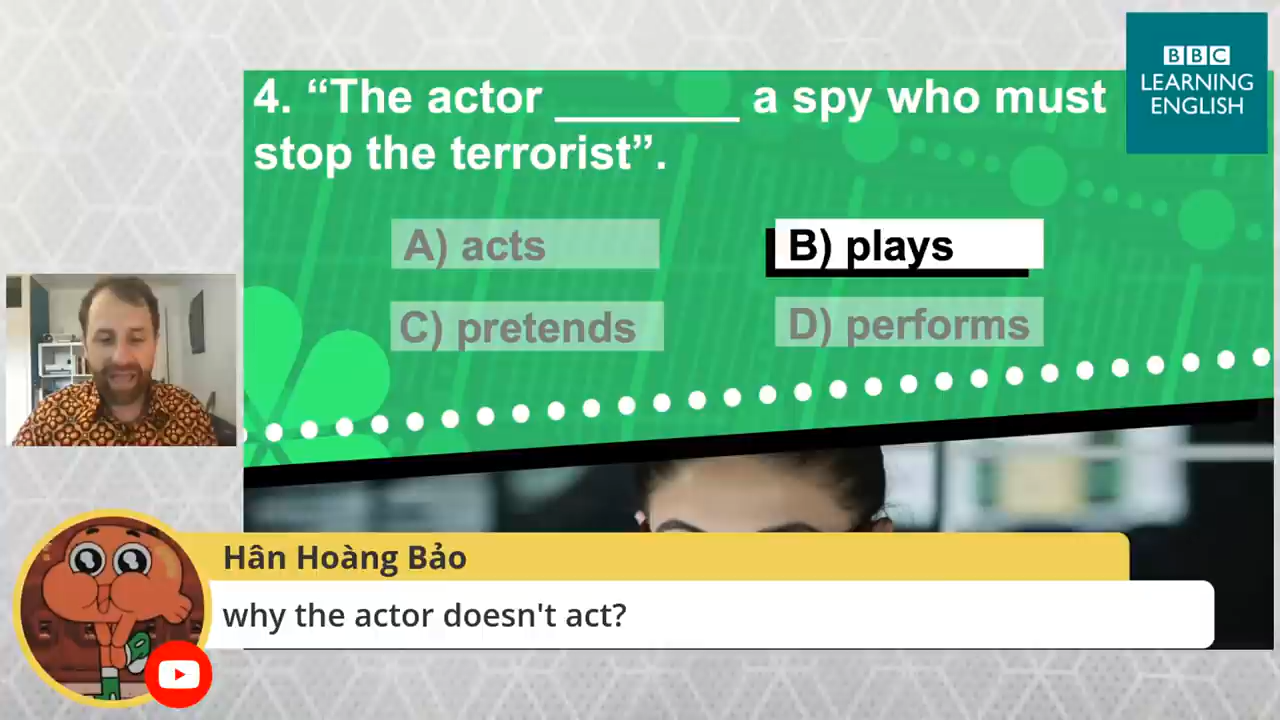 BBC
LEARNING
ENGLISH
4. “The actor ________ a spy who must
stop the terrorist”.
A) acts
B) plays
C) pretends
D) performs
Hân Hoàng Bảo
why the actor doesn't act?